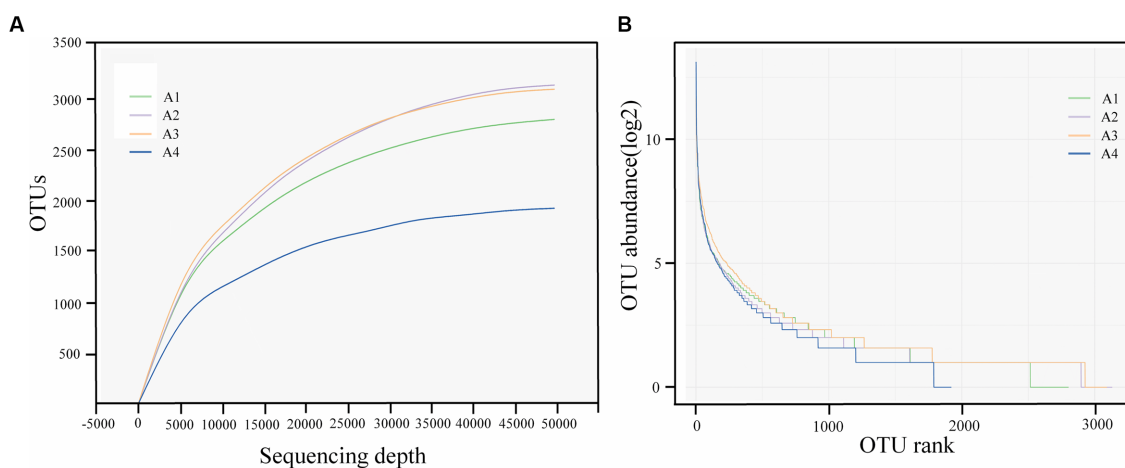 A
3500
3000
2500
2000
1500
1000
500
OTUs
A1
A2
A3
A4
-5000 0 5000 10000 15000 20000 25000 30000 35000 40000 45000 50000
Sequencing depth
B
10
5
0
OTU abundance(log2)
A1
A2
A3
A4
0 1000 2000 3000
OTU rank